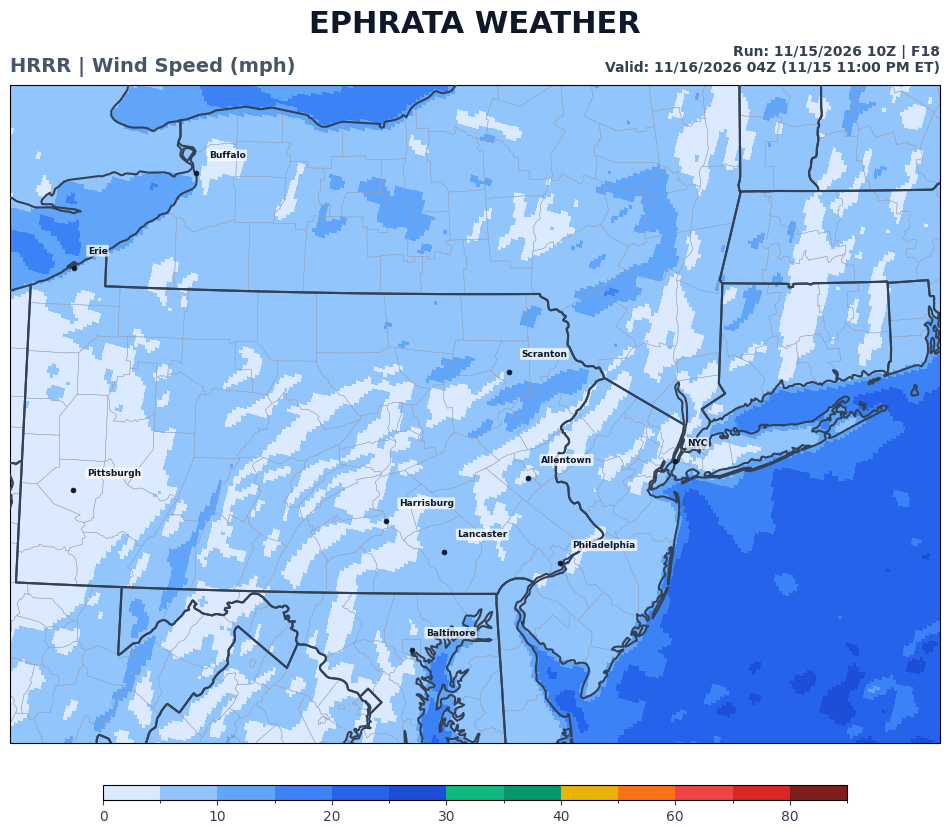 EPHRATA WEATHER
HRRR | Wind Speed (mph)
Run: 11/15/2026 10Z | F18
Valid: 11/16/2026 04Z (11/15 11:00 PM ET)
Buffalo
Erie
Scranton
NYC
Allentown
Pittsburgh
Harrisburg
Lancaster
Philadelphia
Baltimore
0 10 20 30 40 50 60 70 80